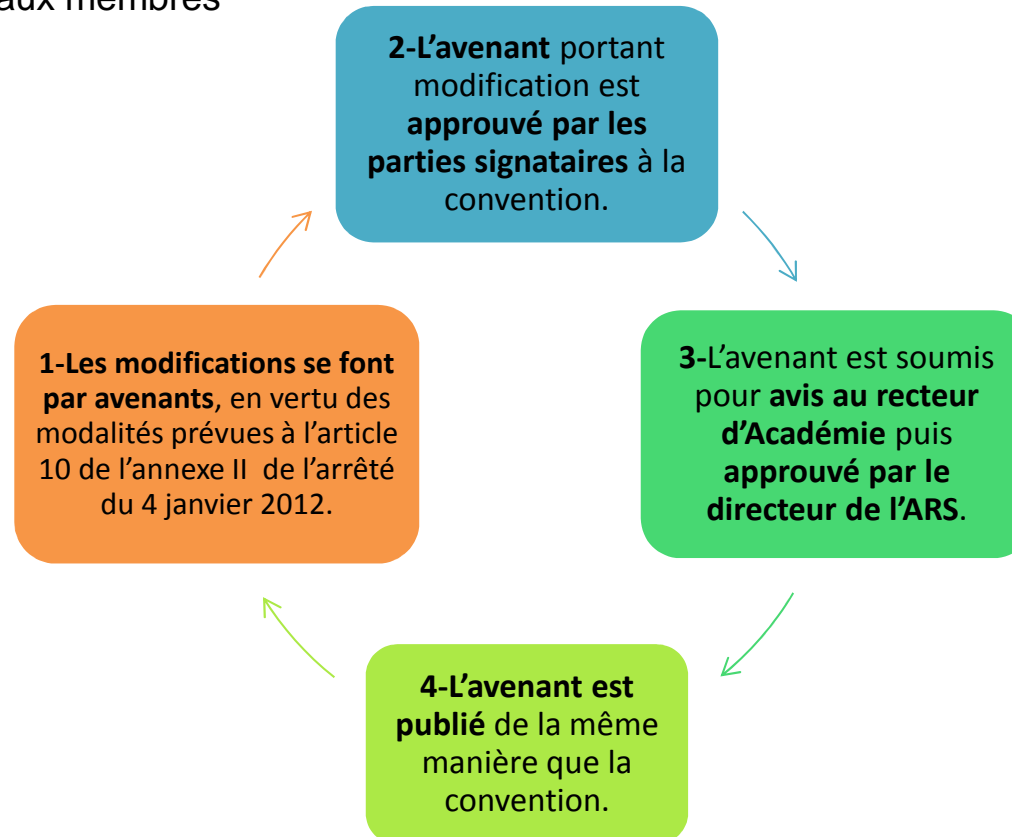 aux membres
2-L’avenant portant
modification est
approuvé par les
parties signataires à la
convention.
1-Les modifications se font
par avenants, en vertu des
modalités prévues à l’article
10 de l’annexe II de l’arrêté
du 4 janvier 2012.
3-L’avenant est soumis
pour avis au recteur
d’Académie puis
approuvé par le
directeur de l’ARS.
4-L’avenant est
publié de la même
manière que la
convention.